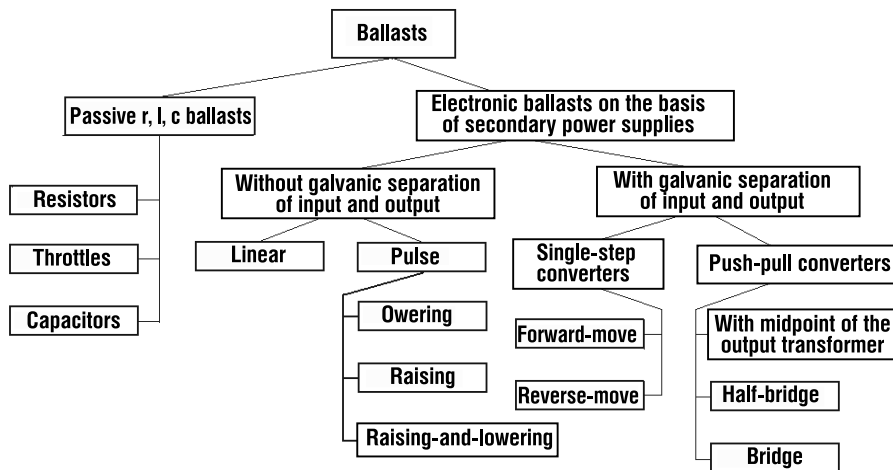 Ballasts
Passive r, l, c ballasts
Electronic ballasts on the basis
of secondary power supplies
Resistors
Throttles
Capacitors
Without galvanic separation
of input and output
With galvanic separation
of input and output
Linear
Pulse
Single-step
converters
Push-pull converters
Owering
Raising
Raising-and-lowering
Forward-move
Reverse-move
With midpoint of the
output transformer
Half-bridge
Bridge